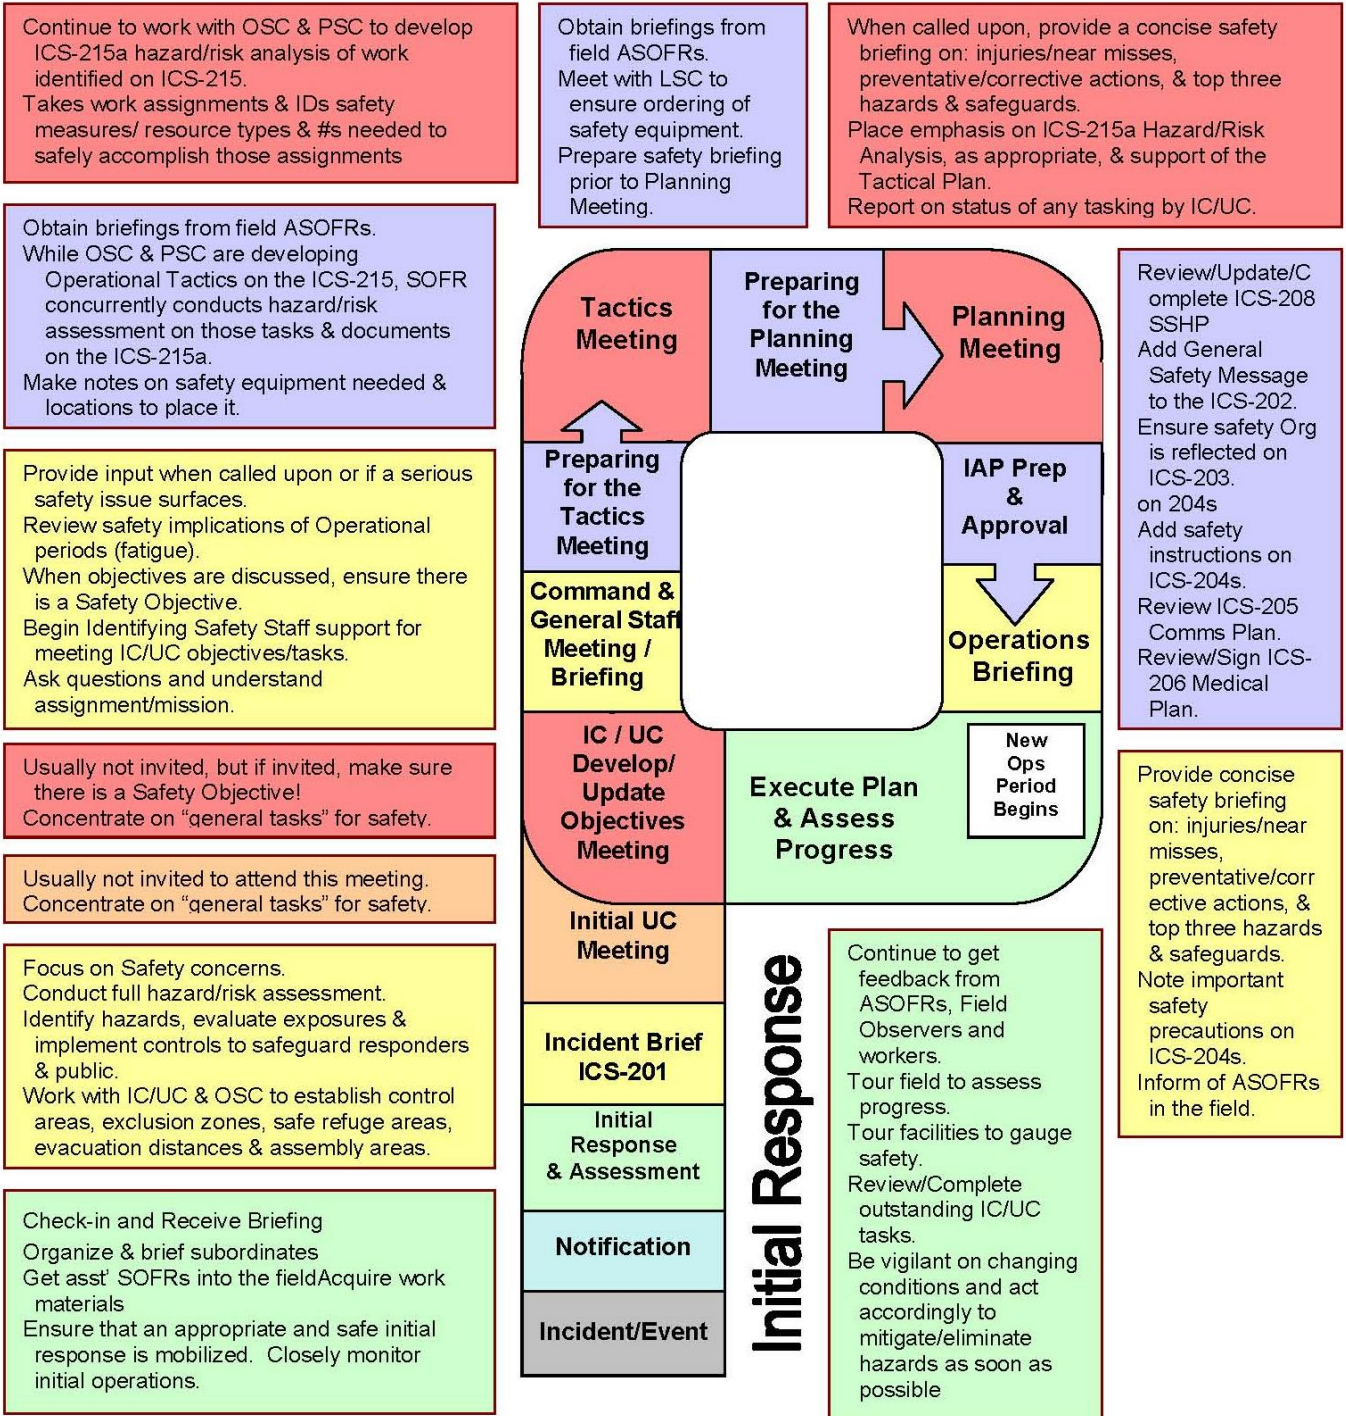 Continue to work with OSC & PSC to develop
ICS-215a hazard/risk analysis of work
identified on ICS-215.
Takes work assignments & IDs safety
measures/ resource types & #s needed to
safely accomplish those assignments
Obtain briefings from
field ASOFRs.
Meet with LSC to
ensure ordering of
safety equipment.
Prepare safety briefing
prior to Planning
Meeting.
When called upon, provide a concise safety
briefing on: injuries/near misses,
preventative/corrective actions, & top three
hazards & safeguards.
Place emphasis on ICS-215a Hazard/Risk
Analysis, as appropriate, & support of the
Tactical Plan.
Report on status of any tasking by IC/UC.
Obtain briefings from field ASOFRs.
While OSC & PSC are developing
Operational Tactics on the ICS-215, SOFR
concurrently conducts hazard/risk
assessment on those tasks & documents
on the ICS-215a.
Make notes on safety equipment needed &
locations to place it.
Provide input when called upon or if a serious
safety issue surfaces.
Review safety implications of Operational
periods (fatigue).
When objectives are discussed, ensure there
is a Safety Objective.
Begin Identifying Safety Staff support for
meeting IC/UC objectives/tasks.
Ask questions and understand
assignment/mission.
Usually not invited, but if invited, make sure
there is a Safety Objective!
Concentrate on “general tasks” for safety.
Usually not invited to attend this meeting.
Concentrate on “general tasks” for safety.
Focus on Safety concerns.
Conduct full hazard/risk assessment.
Identify hazards, evaluate exposures &
implement controls to safeguard responders
& public.
Work with IC/UC & OSC to establish control
areas, exclusion zones, safe refuge areas,
evacuation distances & assembly areas.
Check-in and Receive Briefing
Organize & brief subordinates
Get asst’ SOFRs into the fieldAcquire work
materials
Ensure that an appropriate and safe initial
response is mobilized.  Closely monitor
initial operations.
Tactics
Meeting
Preparing
for the
Planning
Meeting
Planning
Meeting
Preparing
for the
Tactics
Meeting
IAP Prep
&
Approval
Command &
General Staff
Meeting /
Briefing
Operations
Briefing
IC / UC
Develop/
Update
Objectives
Meeting
Execute Plan
& Assess
Progress
New
Ops
Period
Begins
Initial UC
Meeting
Incident Brief
ICS-201
Initial
Response
& Assessment
Notification
Incident/Event
Initial Response
Review/Update/C
omplete ICS-208
SSHP
Add General
Safety Message
to the ICS-202.
Ensure safety Org
is reflected on
ICS-203.
on 204s
Add safety
instructions on
ICS-204s.
Review ICS-205
Comms Plan.
Review/Sign ICS-
206 Medical
Plan.
Provide concise
safety briefing
on: injuries/near
misses,
preventative/corr
ective actions, &
top three hazards
& safeguards.
Note important
safety
precautions on
ICS-204s.
Inform of ASOFRs
in the field.
Continue to get
feedback from
ASOFRs, Field
Observers and
workers.
Tour field to assess
progress.
Tour facilities to gauge
safety.
Review/Complete
outstanding IC/UC
tasks.
Be vigilant on changing
conditions and act
accordingly to
mitigate/eliminate
hazards as soon as
possible